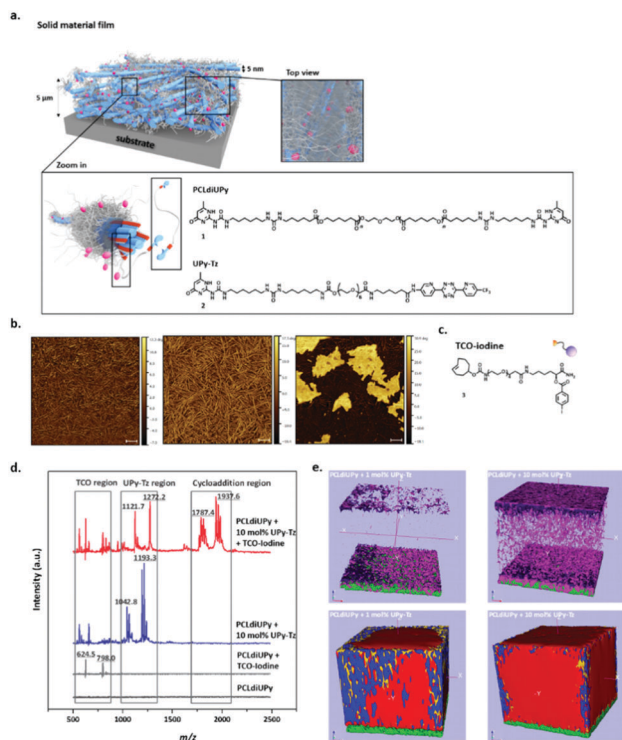 a.
Solid material film
5 nm
5 µm
Top view
substrate
Zoom in
PCLdiUPy
1
UPy-Tz
2
b.
c.
TCO-iodine
3
d.
TCO region
UPy-Tz region
Cycloaddition region
1272.2
1121.7
1937.6
1787.4
PCLdiUPy
+ 10 mol% UPy-Tz
+ TCO-Iodine
1193.3
1042.8
PCLdiUPy
+ 10 mol% UPy-Tz
PCLdiUPy +
TCO-Iodine
624.5
798.0
PCLdiUPy
Intensity (a.u.)
500
1000
1500
2000
2500
m/z
e.
PCLdiUPy + 1 mol% UPy-Tz
PCLdiUPy + 10 mol% UPy-Tz
PCLdiUPy + 1 mol% UPy-Tz
PCLdiUPy + 10 mol% UPy-Tz